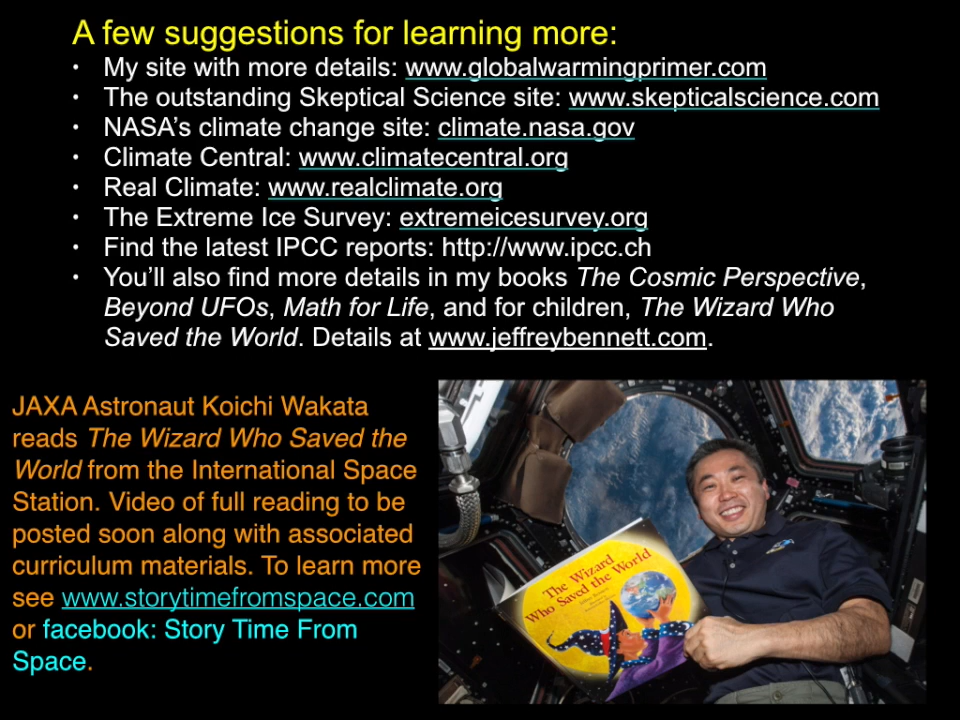 A few suggestions for learning more:
• My site with more details: www.globalwarmingprimer.com
• The outstanding Skeptical Science site: www.skepticalscience.com
• NASA’s climate change site: climate.nasa.gov
• Climate Central: www.climatecentral.org
• Real Climate: www.realclimate.org
• The Extreme Ice Survey: extremeicesurvey.org
• Find the latest IPCC reports: http://www.ipcc.ch
• You’ll also find more details in my books The Cosmic Perspective,
Beyond UFOs, Math for Life, and for children, The Wizard Who
Saved the World. Details at www.jeffreybennett.com.
JAXA Astronaut Koichi Wakata
reads The Wizard Who Saved the
World from the International Space
Station. Video of full reading to be
posted soon along with associated
curriculum materials. To learn more
see www.storytimefromspace.com
or facebook: Story Time From
Space.
The Wizard
Who Saved the World